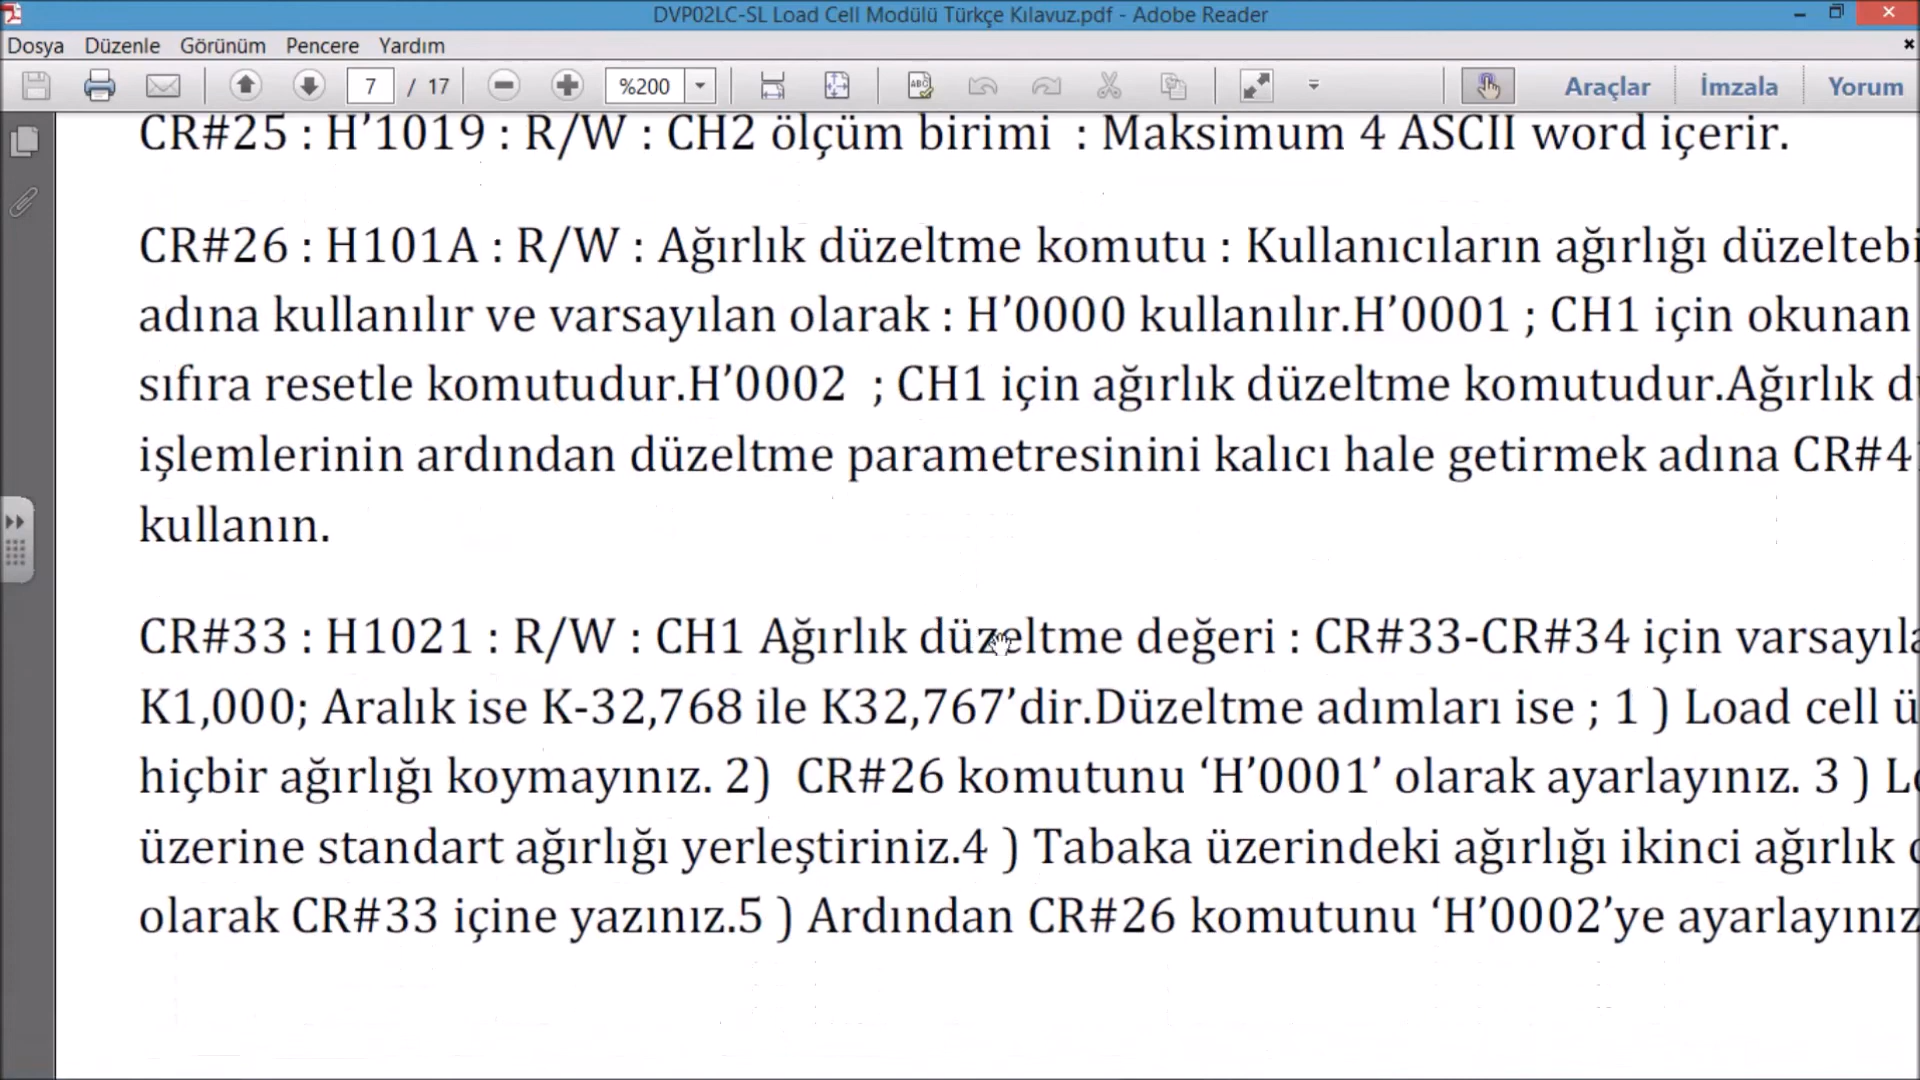 DVP02LC-SL Load Cell Modülü Türkçe Kılavuz.pdf - Adobe Reader
Dosya Düzenle Görünüm Pencere Yardım
7 / 17 %200 Araçlar İmzala Yorum
CR#25 : H’1019 : R/W : CH2 ölçüm birimi : Maksimum 4 ASCII word içerir.
CR#26 : H101A : R/W : Ağırlık düzeltme komutu : Kullanıcıların ağırlığı düzeltebi
adına kullanılır ve varsayılan olarak : H’0000 kullanılır.H’0001 ; CH1 için okunan
sıfıra resetle komutudur.H’0002 ; CH1 için ağırlık düzeltme komutudur.Ağırlık d
işlemlerinin ardından düzeltme parametresinini kalıcı hale getirmek adına CR#4
kullanın.
CR#33 : H1021 : R/W : CH1 Ağırlık düzeltme değeri : CR#33-CR#34 için varsayıla
K1,000; Aralık ise K-32,768 ile K32,767’dir.Düzeltme adımları ise ; 1 ) Load cell ü
hiçbir ağırlığı koymayınız. 2) CR#26 komutunu ‘H’0001’ olarak ayarlayınız. 3 ) Lo
üzerine standart ağırlığı yerleştiriniz.4 ) Tabaka üzerindeki ağırlığı ikinci ağırlık
olarak CR#33 içine yazınız.5 ) Ardından CR#26 komutunu ‘H’0002’ye ayarlayınız